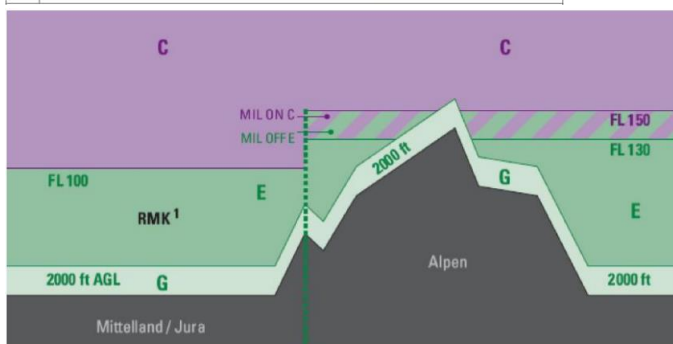 C
C
MIL ON C
FL 150
MIL OFF E
FL 130
2000 ft
FL 100
E
G
E
RMK 1
Alpen
2000 ft AGL
G
2000 ft
Mittelland / Jura